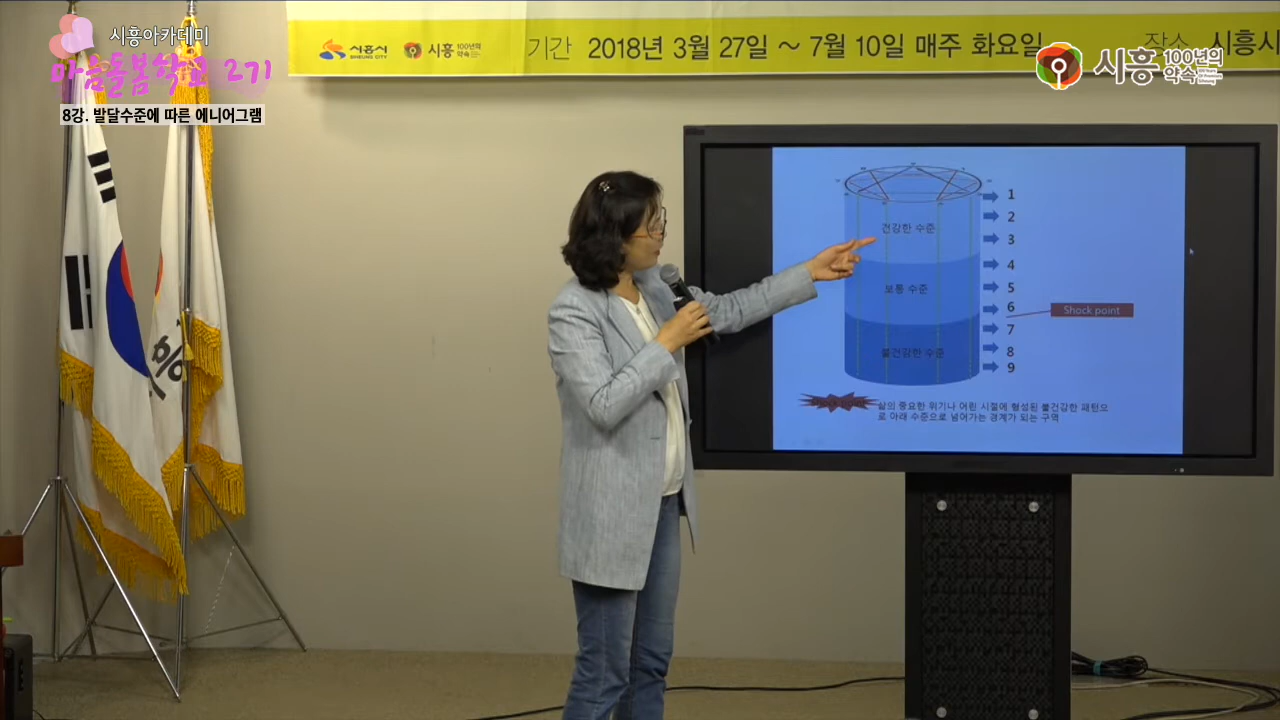 시흥아카데미
마음돌봄학교 2기
8강. 발달수준에 따른 에니어그램
시흥시
SIHEUNG CITY
시흥 100년의 약속
기간 2018년 3월 27일 ~ 7월 10일 매주 화요일
장소 시흥시
시흥 100년의 약속
건강한 수준
보통 수준
불건강한 수준
1
2
3
4
5
6
7
8
9
Shock point
삶의 중요한 위기나 어린 시절에 형성된 불건강한 패턴으
로 아래 수준으로 넘어가는 경계가 되는 구역